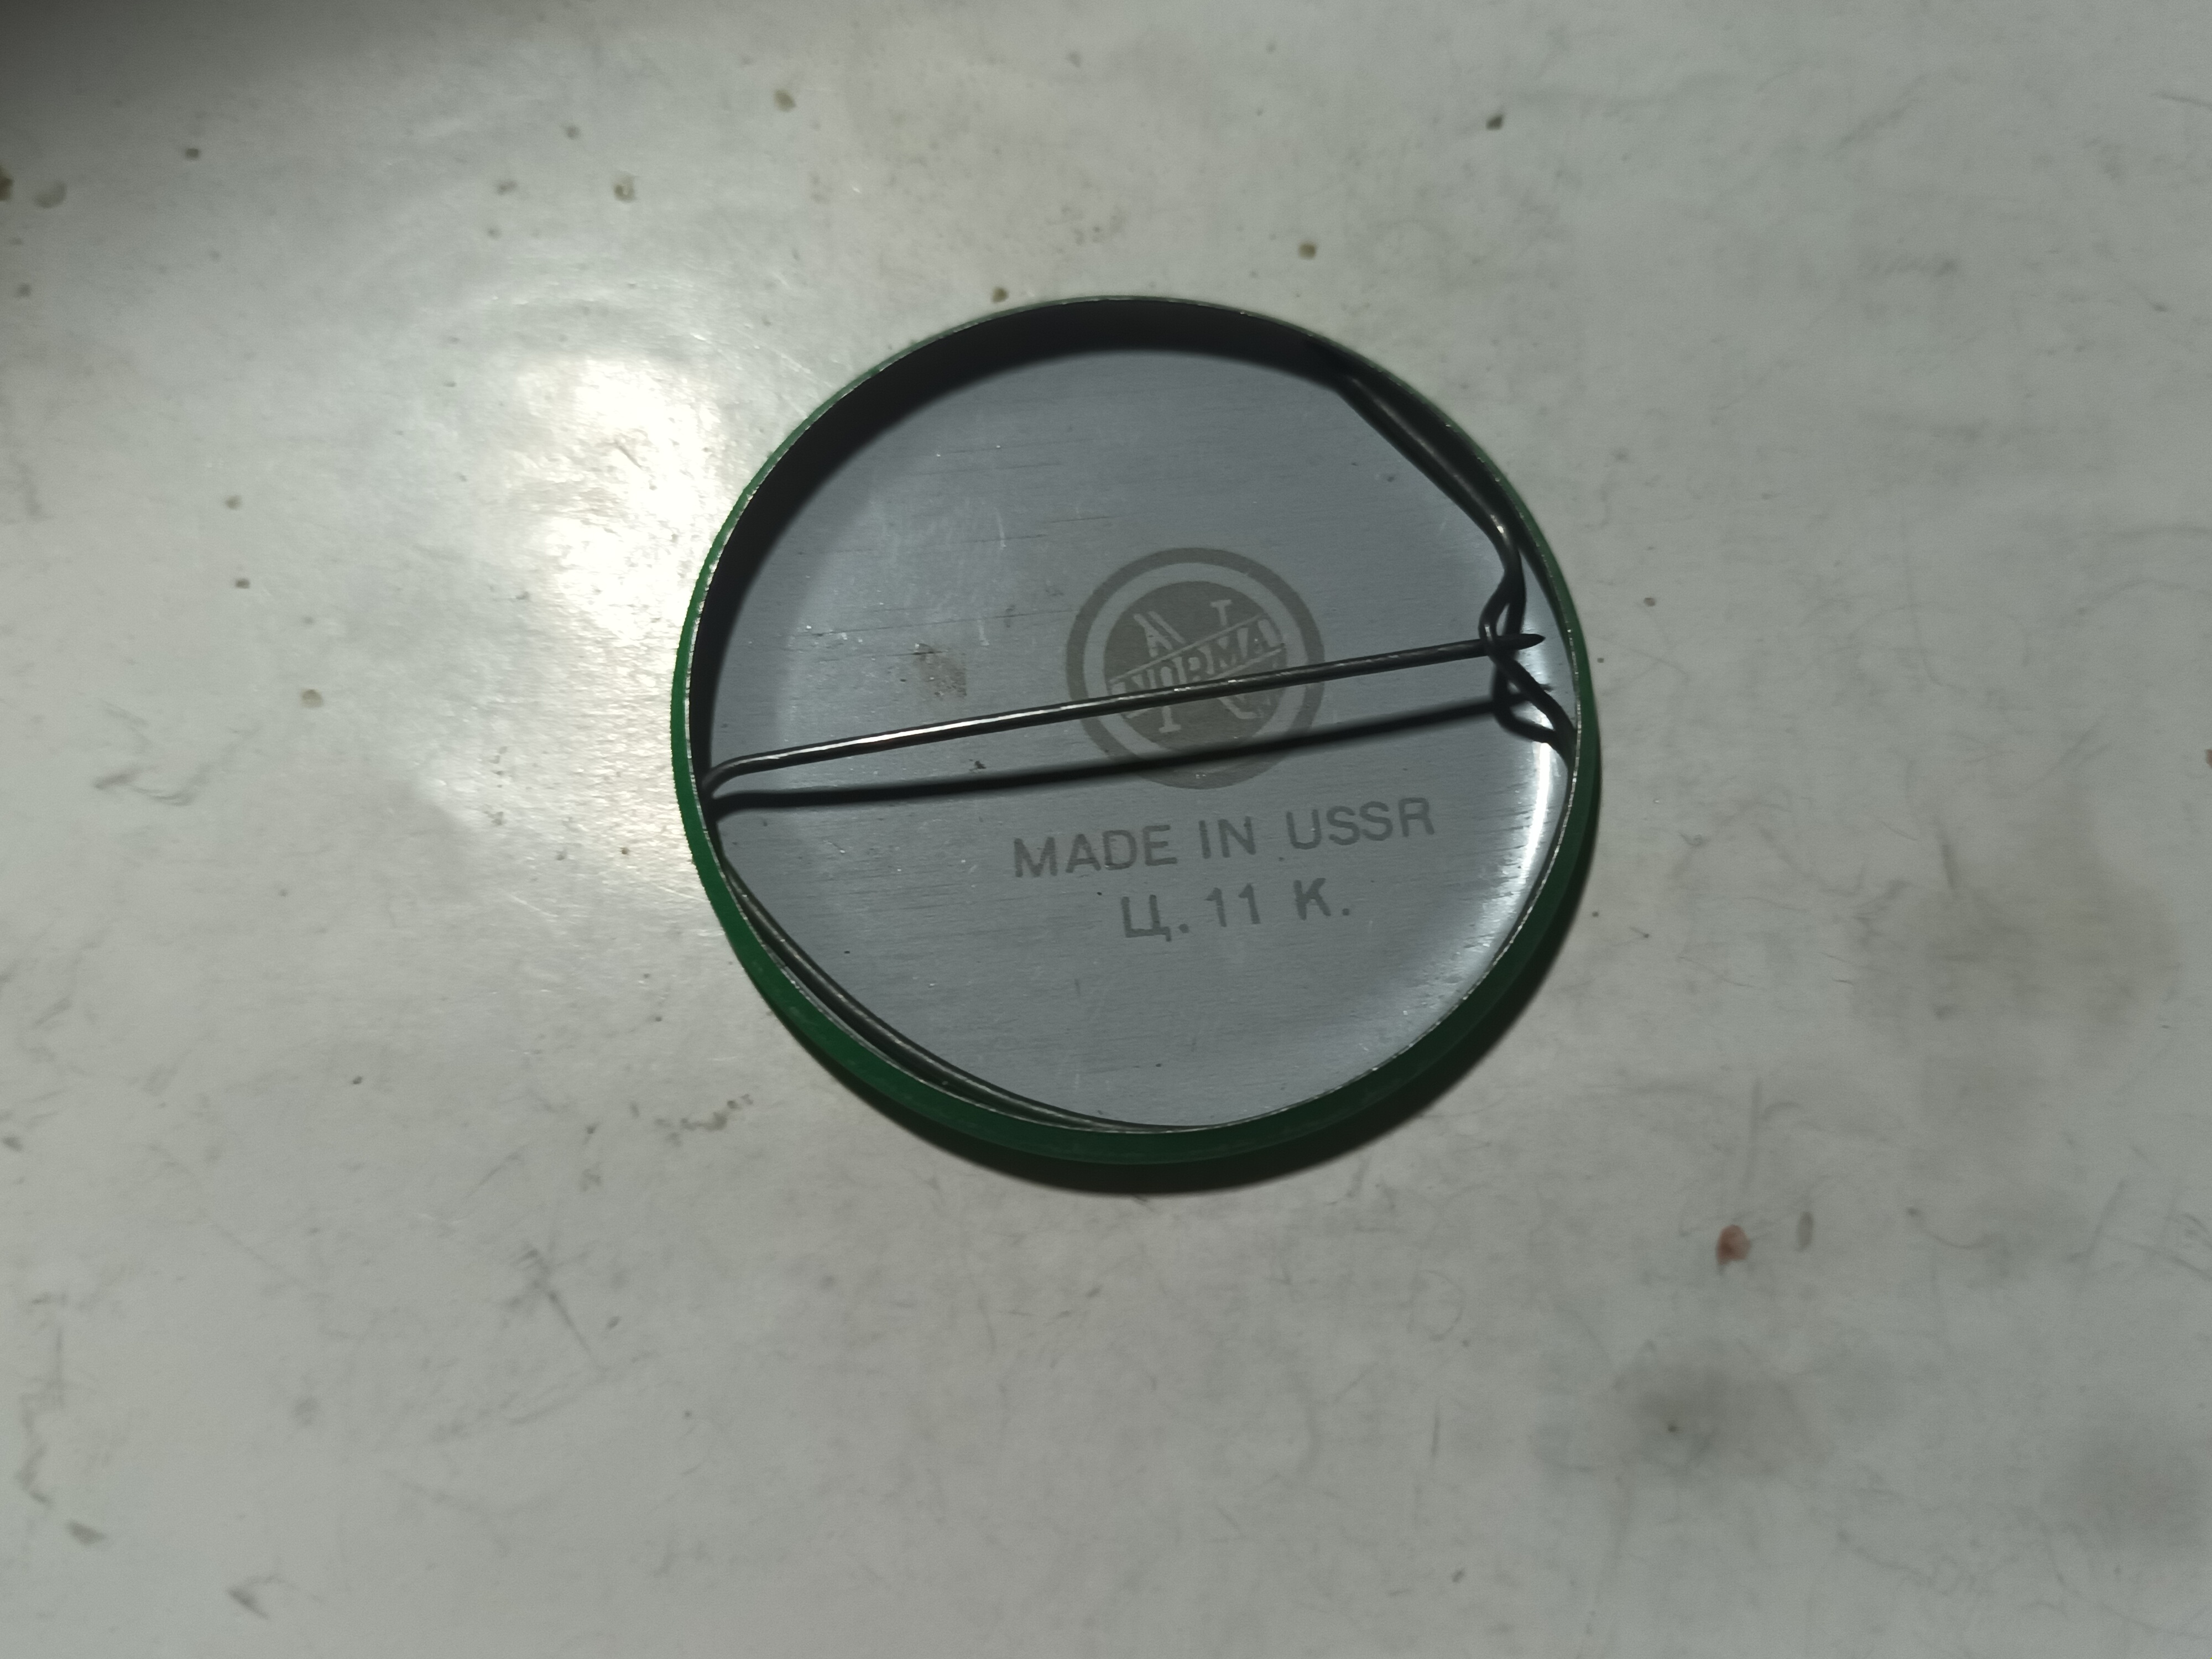 NORMA
MADE IN USSR
Ц. 11 К.